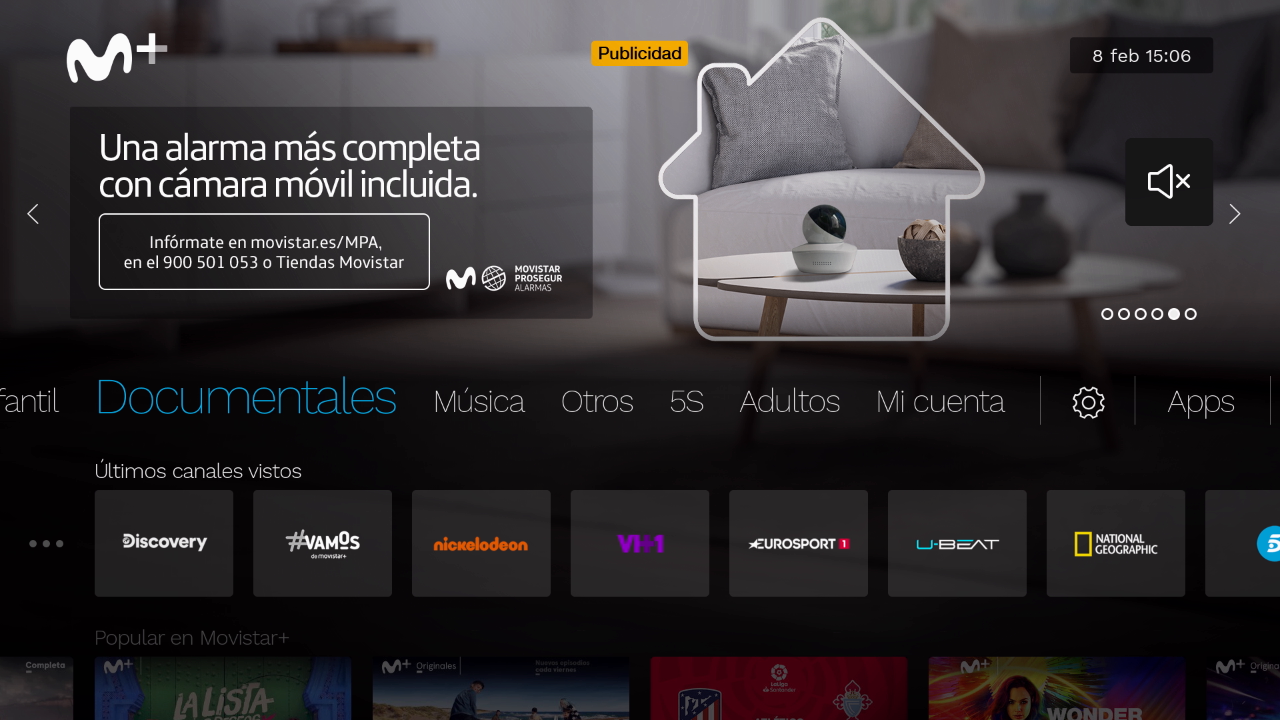 M+
Publicidad
8 feb 15:06
Una alarma más completa
con cámara móvil incluida.
Infórmate en movistar.es/MPA,
en el 900 501 053 o Tiendas Movistar
MOVISTAR
PROSEGUR
ALARMAS
fantil Documentales Música Otros 5S Adultos Mi cuenta Apps
Últimos canales vistos
Discovery
#VAMOS
de movistar+
nickelodeon
EUROSPORT 1
U-BEAT
NATIONAL
GEOGRAPHIC
5
Popular en Movistar+
Completa
M+
LA LISTA
M+ Originales
Nuevos episodios
cada viernes
LaLiga
Santander
M+
WONDER
M+